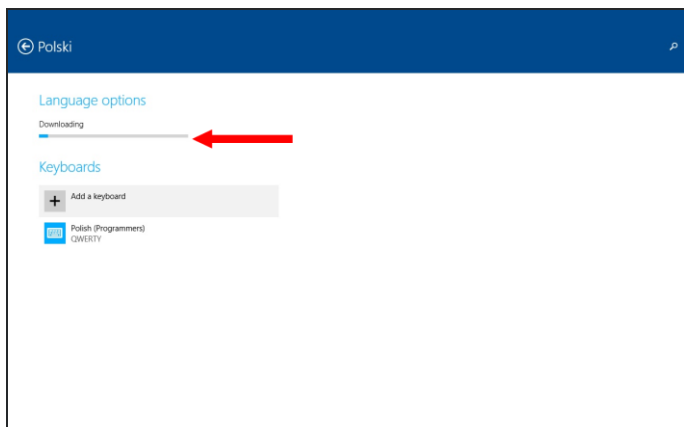 Polski
Language options
Downloading
Keyboards
Add a keyboard
Polish (Programmers)
QWERTY